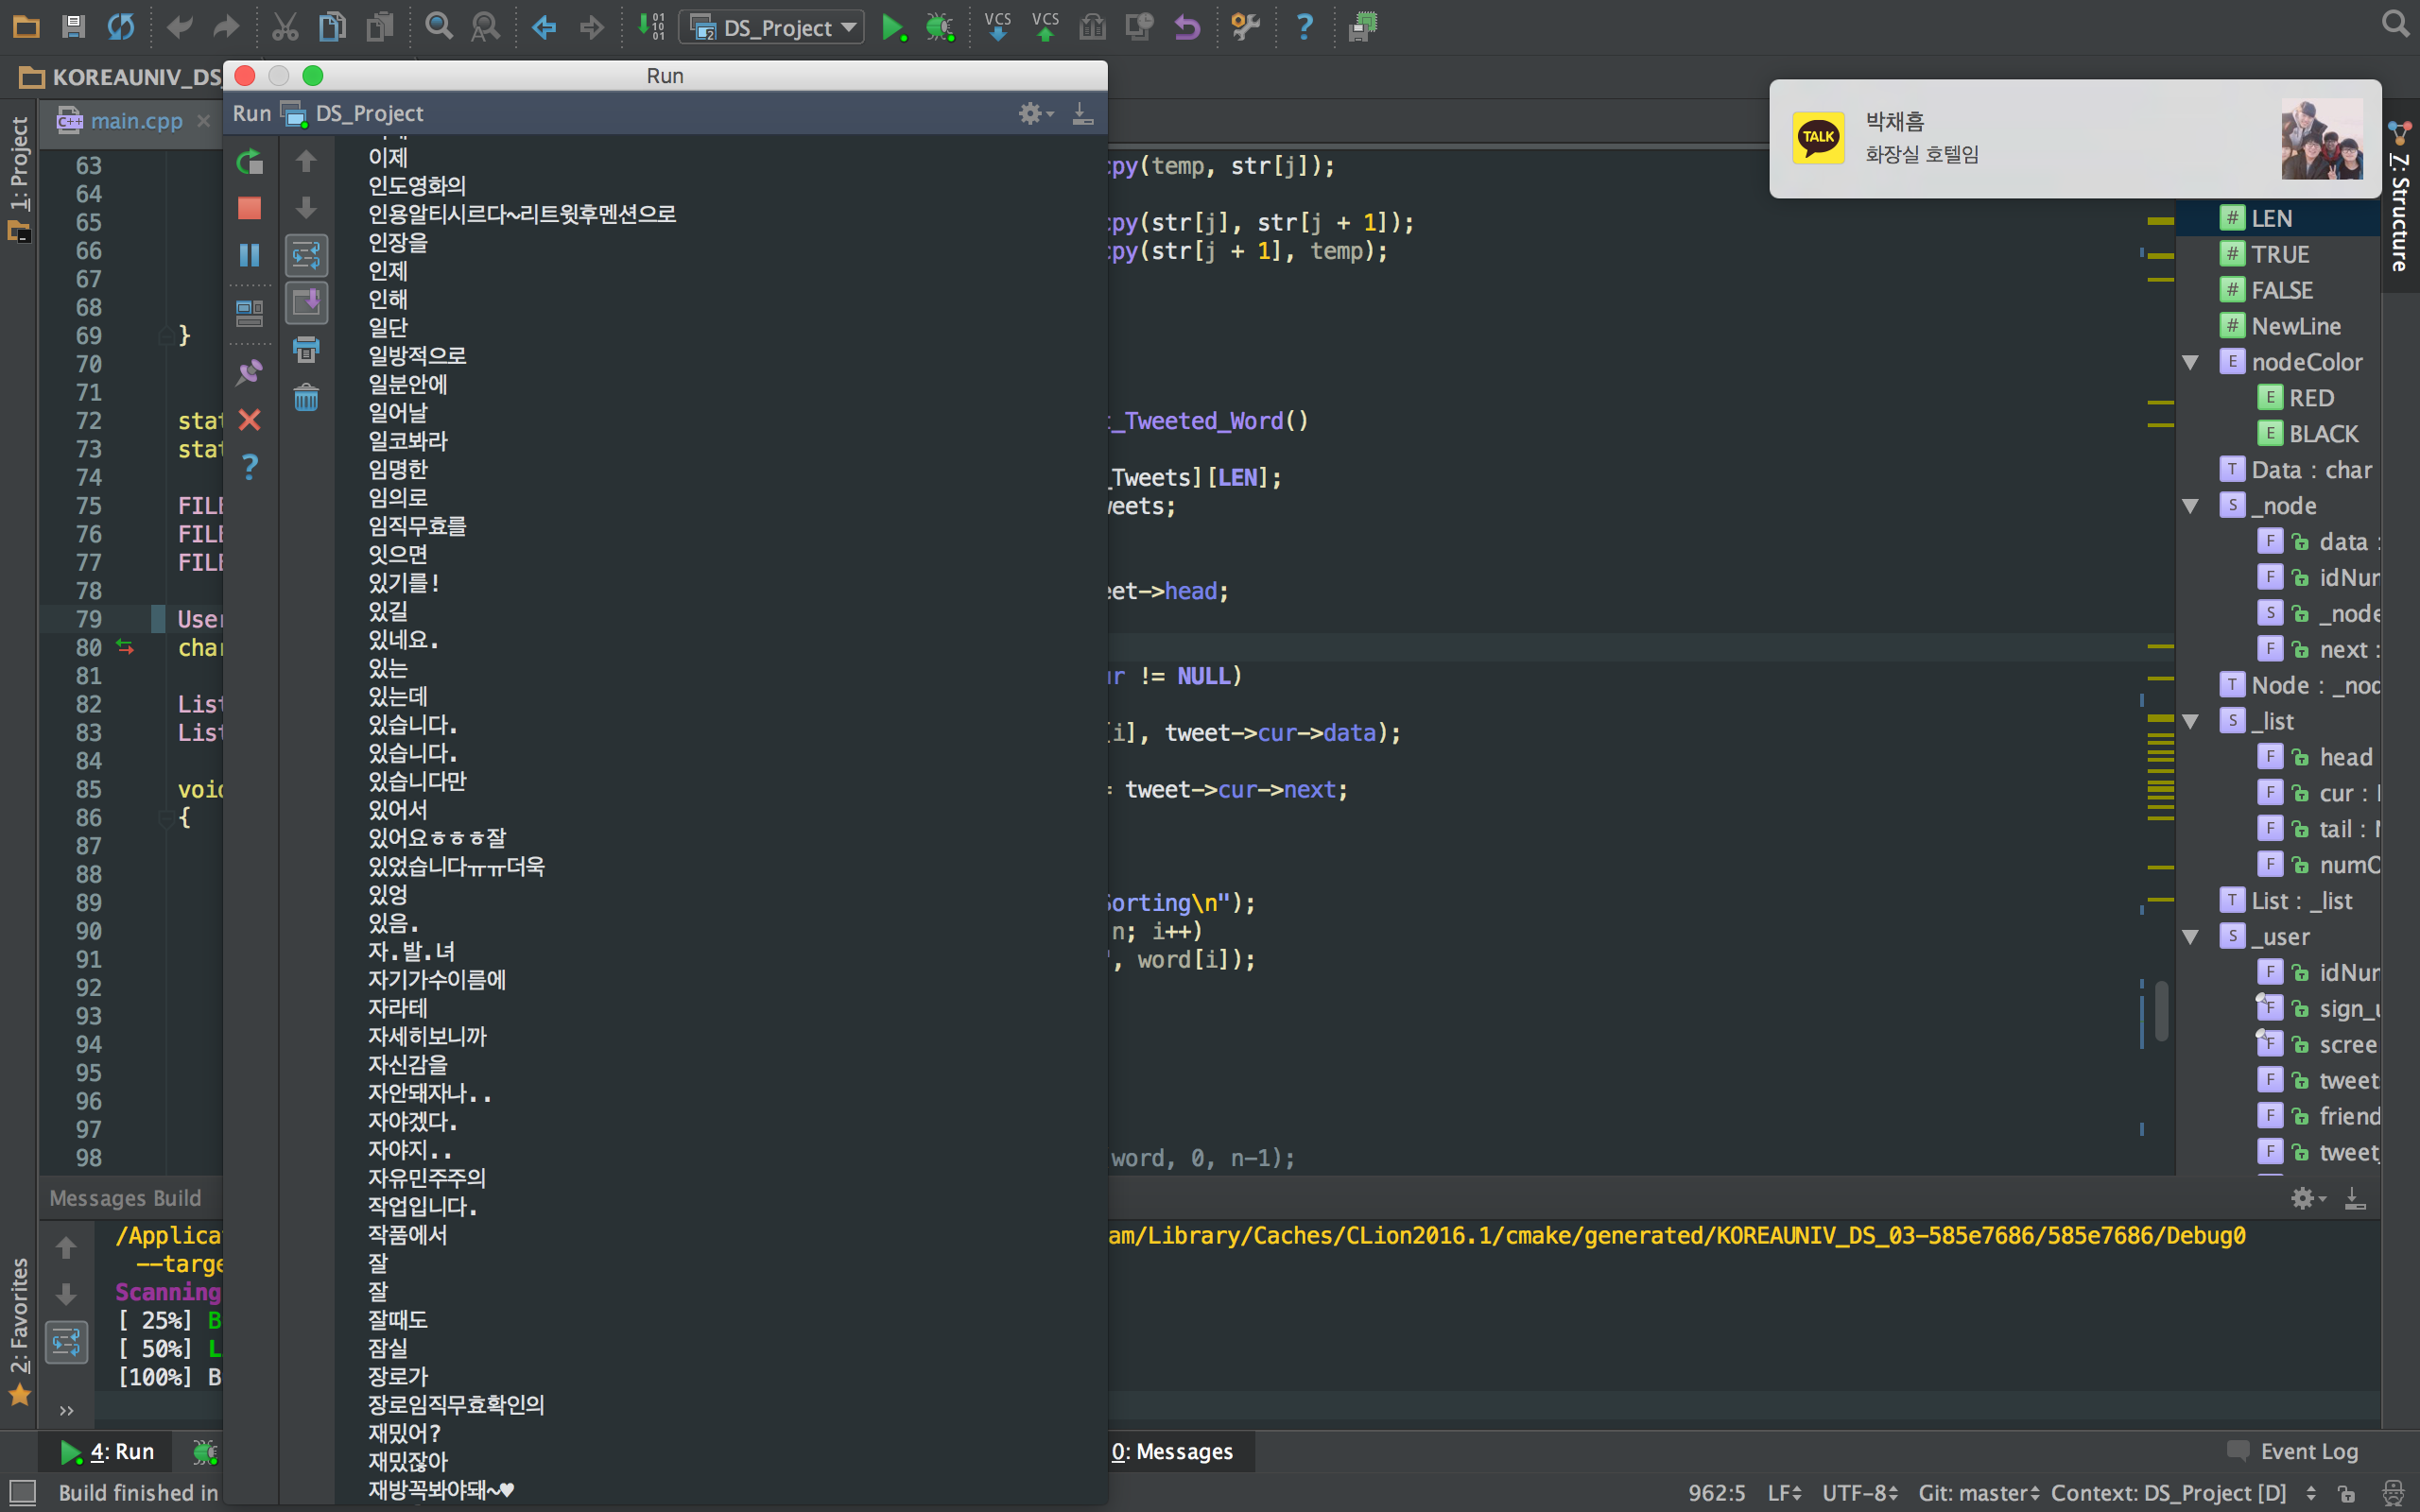 DS_Project
VCS
VCS
KOREAUNIV_DS
Run
Run DS_Project
main.cpp
1: Project
7: Structure
2: Favorites
박채흠
화장실 호텔임
TALK
이제
인도영화의
인용알티시르다~리트윗후멘션으로
인장을
인제
인해
일단
일방적으로
일분안에
일어날
일코봐라
임명한
임의로
임직무효를
잇으면
있기를!
있길
있네요.
있는
있는데
있습니다.
있습니다.
있습니다만
있어서
있어요ㅎㅎㅎ잘
있었습니다ㅠㅠ더욱
있엉
있음.
자.발.녀
자기가수이름에
자라테
자세히보니까
자신감을
자안돼자나..
자야겠다.
자야지..
자유민주주의
작업입니다.
작품에서
잘
잘
잘때도
잠실
장로가
장로임직무효확인의
재밌어?
재밌잖아
재방꼭봐야돼~♥
63
64
65
66
67
68
69 }
70
71
72 stat
73 stat
74
75 FILE
76 FILE
77 FILE
78
79 User
80 char
81
82 List
83 List
84
85 void
86 {
87
88
89
90
91
92
93
94
95
96
97
98
cpy(temp, str[j]);
cpy(str[j], str[j + 1]);
cpy(str[j + 1], temp);
t_Tweeted_Word()
_Tweets][LEN];
weets;
eet->head;
ur != NULL)
[i], tweet->cur->data);
= tweet->cur->next;
Sorting\n");
n; i++)
", word[i]);
word, 0, n-1);
# LEN
# TRUE
# FALSE
# NewLine
E nodeColor
E RED
E BLACK
T Data : char
S _node
F data :
F idNur
S _node
F next :
T Node : _noc
S _list
F head
F cur : 
F tail : 
F numC
T List : _list
S _user
F idNur
F sign_u
F scree
F tweet
F friend
F tweet_
Messages Build
/Applica
am/Library/Caches/CLion2016.1/cmake/generated/KOREAUNIV_DS_03-585e7686/585e7686/Debug0
--targe
Scanning
[ 25%] B
[ 50%] L
[100%] B
4: Run
0: Messages
Event Log
Build finished in
962:5 LF UTF-8 Git: master Context: DS_Project [D]